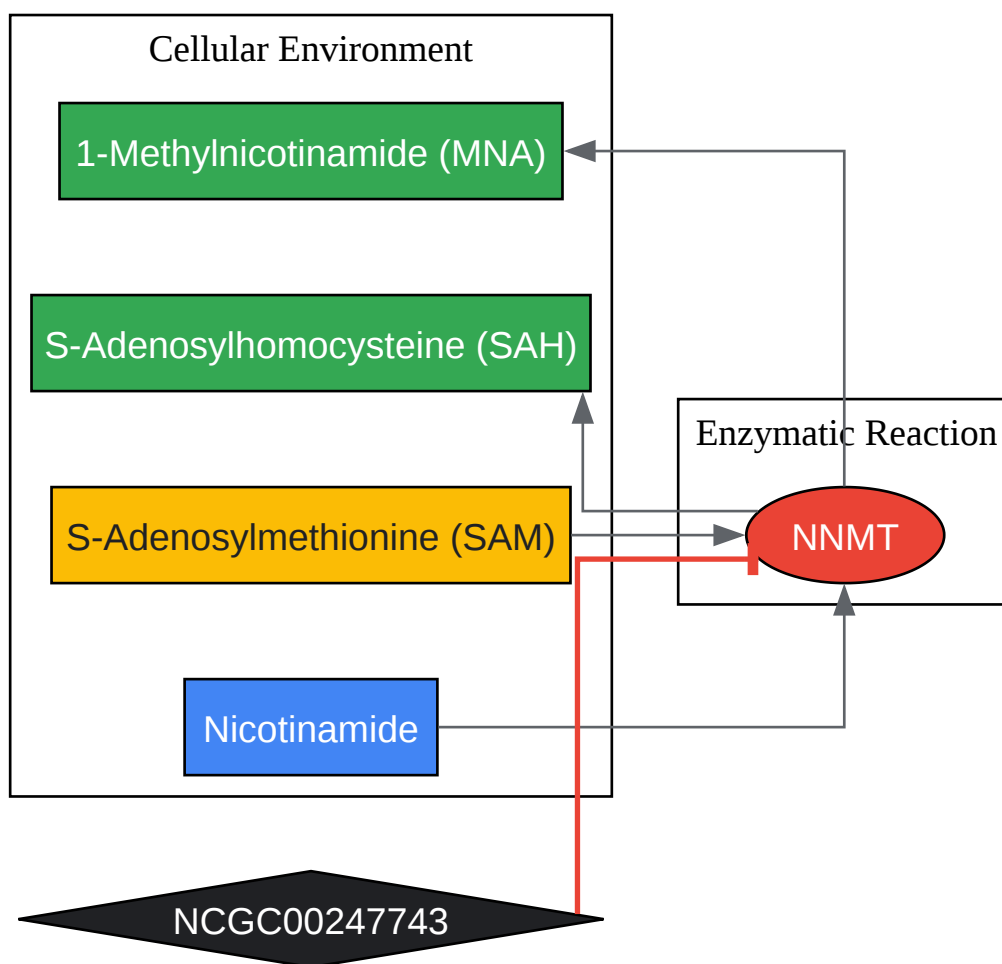 Cellular Environment
1-Methylnicotinamide (MNA)
S-Adenosylhomocysteine (SAH)
Enzymatic Reaction
S-Adenosylmethionine (SAM)
NNMT
Nicotinamide
NCGC00247743